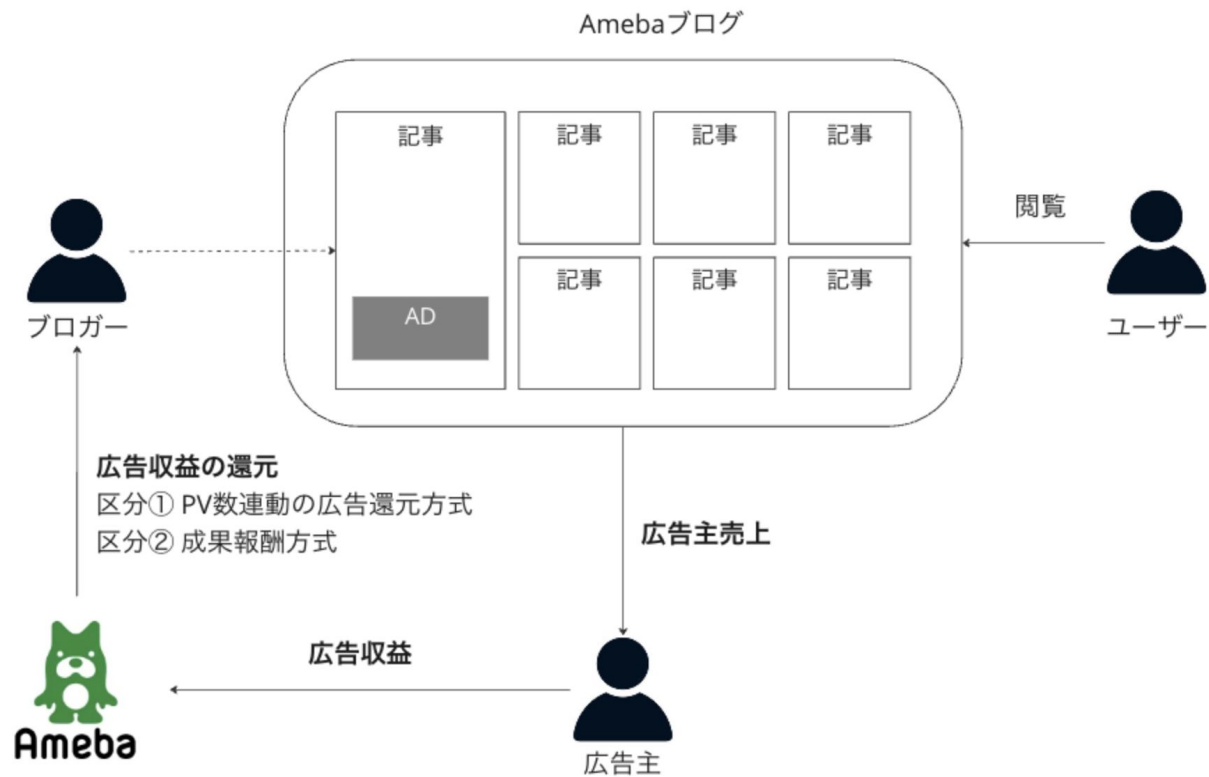 Amebaブログ
記事
記事
記事
記事
AD
記事
記事
記事
ブロガー
閲覧
ユーザー
広告収益の還元
区分① PV数連動の広告還元方式
区分② 成果報酬方式
広告主売上
広告収益
Ameba
広告主